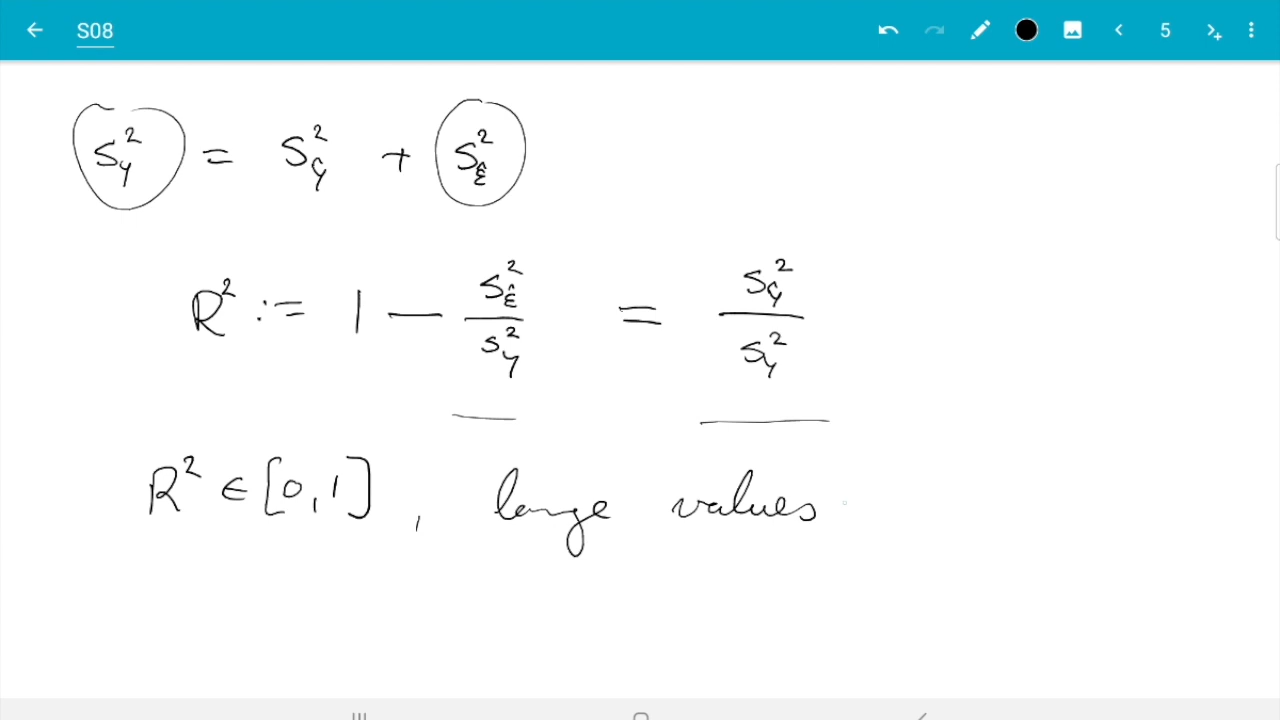 S08
5
s_y^2 = s_ŷ^2 + s_ε̂^2
R^2 := 1 - s_ε̂^2 / s_y^2 = s_ŷ^2 / s_y^2
R^2 ∈ [0,1] , large values